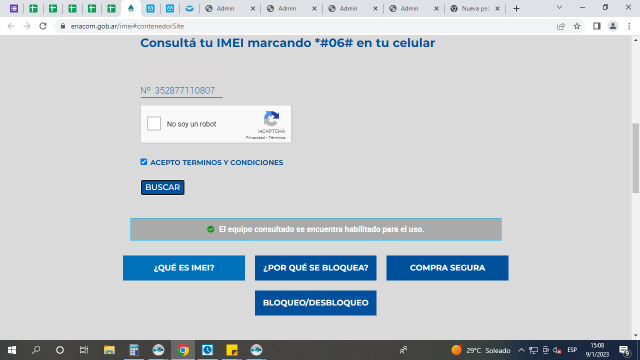 Admin
Admin
Admin
Admin
Nueva pe
enacom.gob.ar/imei#contenedorSite
Consultá tu IMEI marcando *#06# en tu celular
Nº 352877110807
No soy un robot
reCAPTCHA
Privacidad - Términos
ACEPTO TERMINOS Y CONDICIONES
BUSCAR
El equipo consultado se encuentra habilitado para el uso.
¿QUÉ ES IMEI?
¿POR QUÉ SE BLOQUEA?
COMPRA SEGURA
BLOQUEO/DESBLOQUEO
29°C Soleado
ESP
15:08
9/1/2023